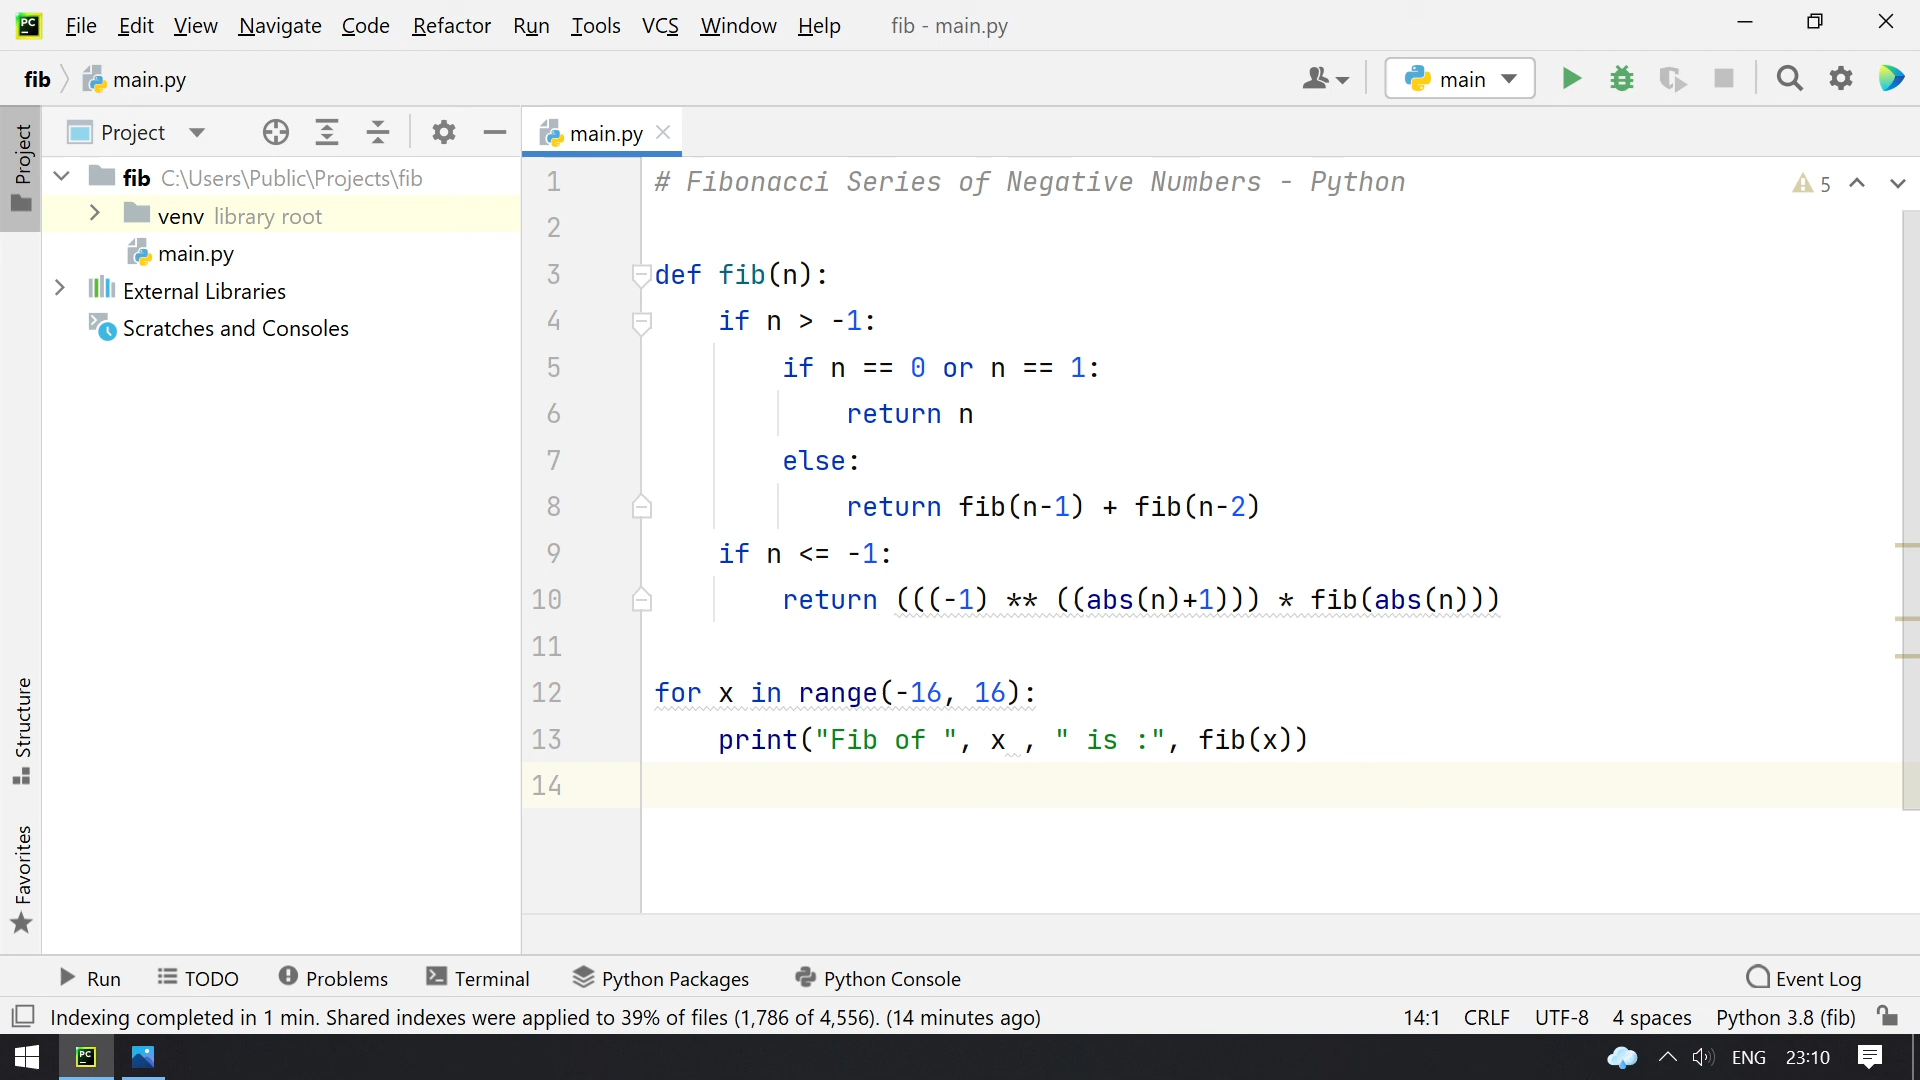 PC File Edit View Navigate Code Refactor Run Tools VCS Window Help fib - main.py
fib main.py main
Project main.py
Project
fib C:\Users\Public\Projects\fib
venv library root
main.py
External Libraries
Scratches and Consoles
Structure
Favorites
5
1 # Fibonacci Series of Negative Numbers - Python
2
3 def fib(n):
4 if n > -1:
5 if n == 0 or n == 1:
6 return n
7 else:
8 return fib(n-1) + fib(n-2)
9 if n <= -1:
10 return (((-1) ** ((abs(n)+1))) * fib(abs(n)))
11
12 for x in range(-16, 16):
13 print("Fib of ", x , " is :", fib(x))
14
Run TODO Problems Terminal Python Packages Python Console Event Log
Indexing completed in 1 min. Shared indexes were applied to 39% of files (1,786 of 4,556). (14 minutes ago) 14:1 CRLF UTF-8 4 spaces Python 3.8 (fib)
PC ENG 23:10